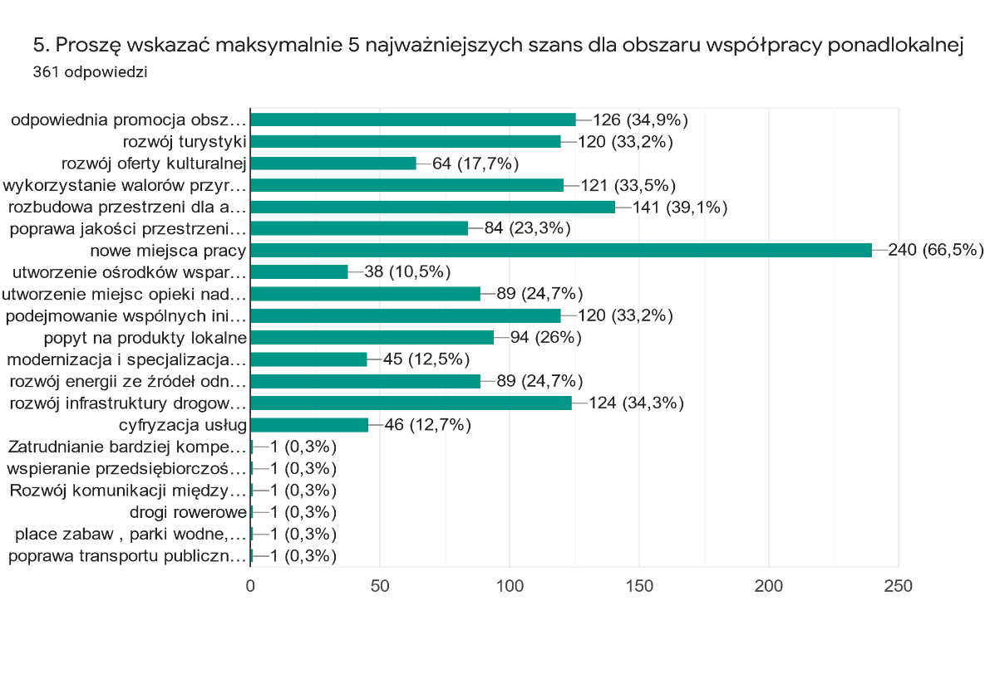 5. Proszę wskazać maksymalnie 5 najważniejszych szans dla obszaru współpracy ponadlokalnej
361 odpowiedzi
odpowiednia promocja obsz… 126 (34,9%)
rozwój turystyki 120 (33,2%)
rozwój oferty kulturalnej 64 (17,7%)
wykorzystanie walorów przyr… 121 (33,5%)
rozbudowa przestrzeni dla a… 141 (39,1%)
poprawa jakości przestrzeni… 84 (23,3%)
nowe miejsca pracy 240 (66,5%)
utworzenie ośrodków wspar… 38 (10,5%)
utworzenie miejsc opieki nad… 89 (24,7%)
podejmowanie wspólnych ini… 120 (33,2%)
popyt na produkty lokalne 94 (26%)
modernizacja i specjalizacja… 45 (12,5%)
rozwój energii ze źródeł odn… 89 (24,7%)
rozwój infrastruktury drogow… 124 (34,3%)
cyfryzacja usług 46 (12,7%)
Zatrudnianie bardziej kompe… 1 (0,3%)
wspieranie przedsiębiorczoś… 1 (0,3%)
Rozwój komunikacji między… 1 (0,3%)
drogi rowerowe 1 (0,3%)
place zabaw , parki wodne,… 1 (0,3%)
poprawa transportu publiczn… 1 (0,3%)
0 50 100 150 200 250